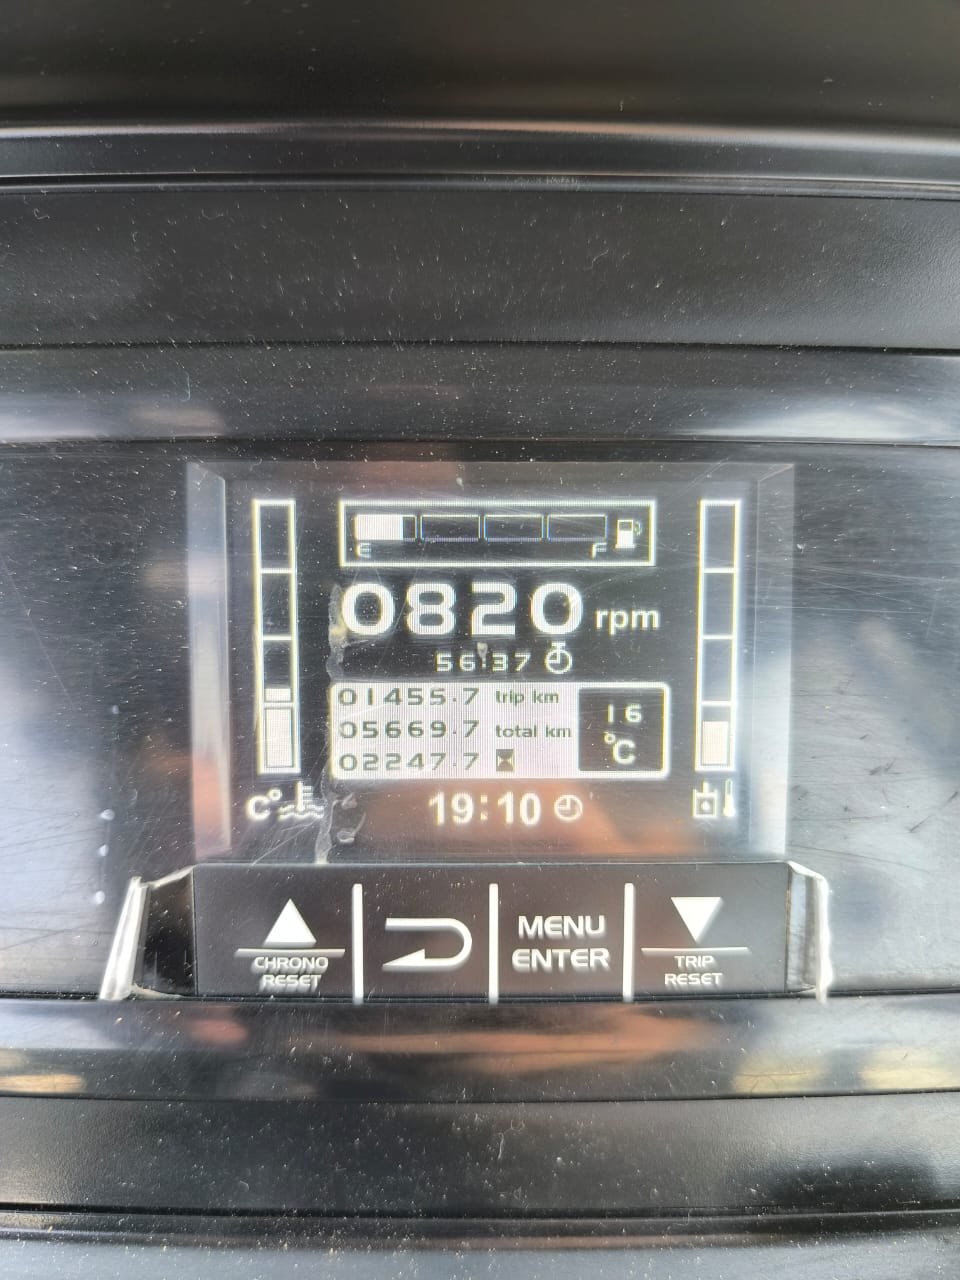 E F
0820 rpm
56:37
01455.7 trip km
05669.7 total km
02247.7
16
°C
C°
19:10
CHRONO
RESET
MENU
ENTER
TRIP
RESET